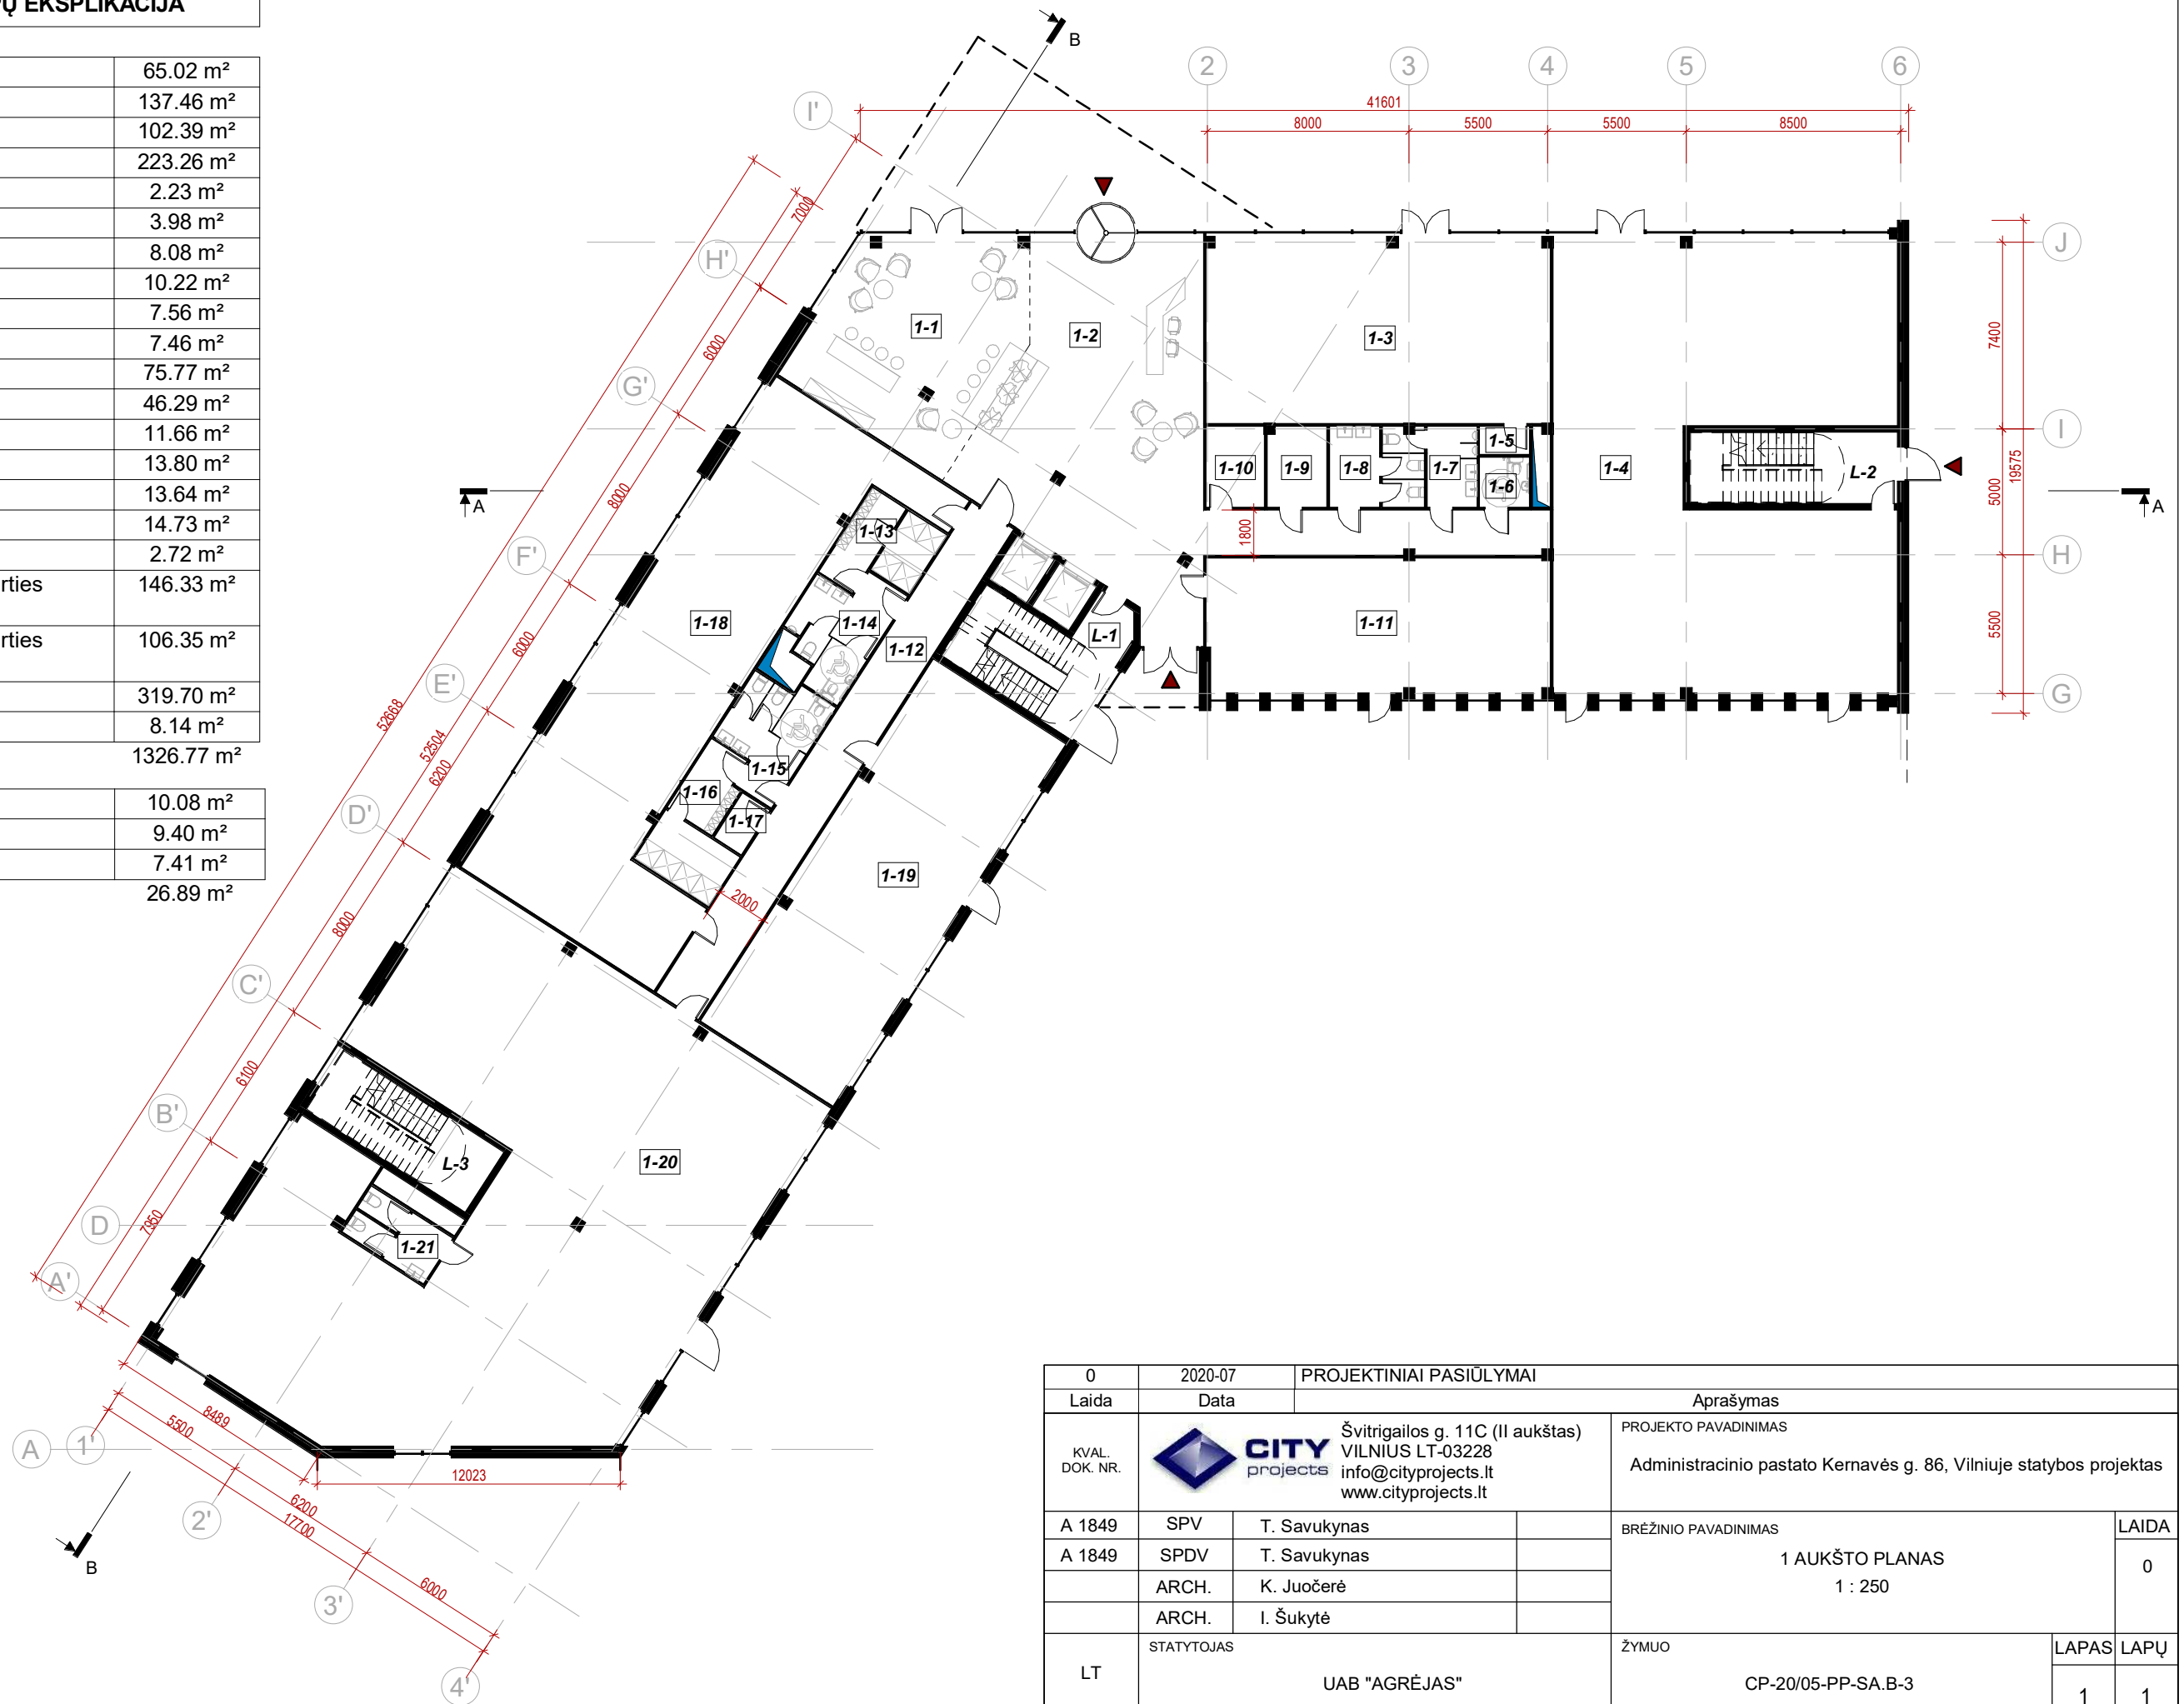 Ų EKSPLIKACIJA
65.02 m²
137.46 m²
102.39 m²
223.26 m²
2.23 m²
3.98 m²
8.08 m²
10.22 m²
7.56 m²
7.46 m²
75.77 m²
46.29 m²
11.66 m²
13.80 m²
13.64 m²
14.73 m²
2.72 m²
rties 146.33 m²
rties 106.35 m²
319.70 m²
8.14 m²
1326.77 m²
10.08 m²
9.40 m²
7.41 m²
26.89 m²
B
2 3 4 5 6
41601
8000 5500 5500 8500
I'
H'
G'
F'
E'
D'
C'
B'
D
A'
A 1'
2'
3'
4'
7000
6000
8000
6000
6200
8000
6100
7950
52668
52504
J
I
H
G
7400
5000
5500
19575
A
A
1-1
1-2
1-3
1-4
1-5
1-6
1-7
1-8
1-9
1-10
L-2
1800
1-11
1-13
1-14
1-12
1-18
L-1
1-15
1-16
1-17
2000
1-19
L-3
1-20
1-21
8489
5500
12023
6200
17700
6000
B
0 2020-07 PROJEKTINIAI PASIŪLYMAI
Laida Data Aprašymas
KVAL.
DOK. NR.
CITY
projects
Švitrigailos g. 11C (II aukštas)
VILNIUS LT-03228
info@cityprojects.lt
www.cityprojects.lt
PROJEKTO PAVADINIMAS
Administracinio pastato Kernavės g. 86, Vilniuje statybos projektas
A 1849 SPV T. Savukynas
A 1849 SPDV T. Savukynas
ARCH. K. Juočerė
ARCH. I. Šukytė
BRĖŽINIO PAVADINIMAS
1 AUKŠTO PLANAS
1 : 250
LAIDA
0
LT
STATYTOJAS
UAB "AGRĖJAS"
ŽYMUO
CP-20/05-PP-SA.B-3
LAPAS LAPŲ
1 1